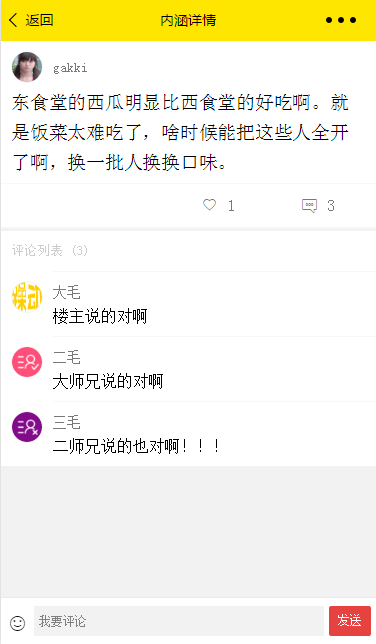 返回
内涵详情
gakki
东食堂的西瓜明显比西食堂的好吃啊。就
是饭菜太难吃了，啥时候能把这些人全开
了啊，换一批人换换口味。
1
3
评论列表 (3)
大毛
楼主说的对啊
二毛
大师兄说的对啊
三毛
二师兄说的也对啊！！！
我要评论
发送